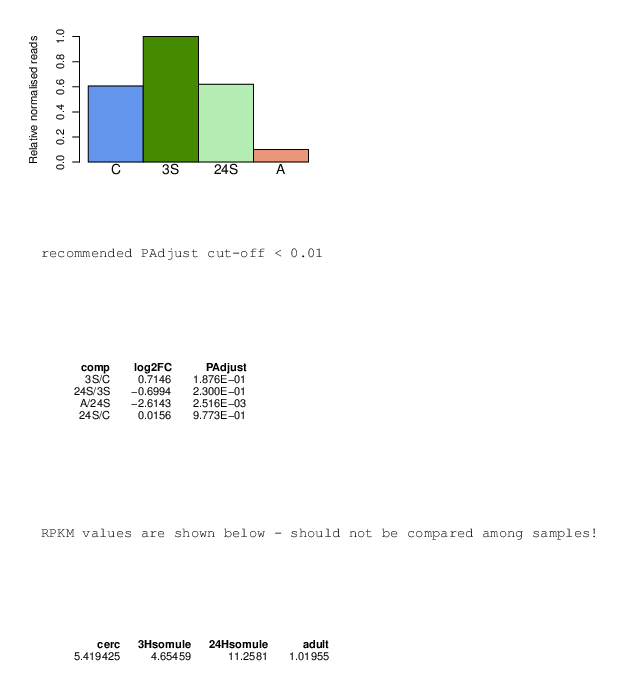 Relative normalised reads
1.0
0.8
0.6
0.4
0.2
0.0
C 3S 24S A
recommended PAdjust cut-off < 0.01
comp log2FC PAdjust
3S/C 0.7146 1.876E−01
24S/3S −0.6994 2.300E−01
A/24S −2.6143 2.516E−03
24S/C 0.0156 9.773E−01
RPKM values are shown below - should not be compared among samples!
cerc 3Hsomule 24Hsomule adult
5.419425 4.65459 11.2581 1.01955